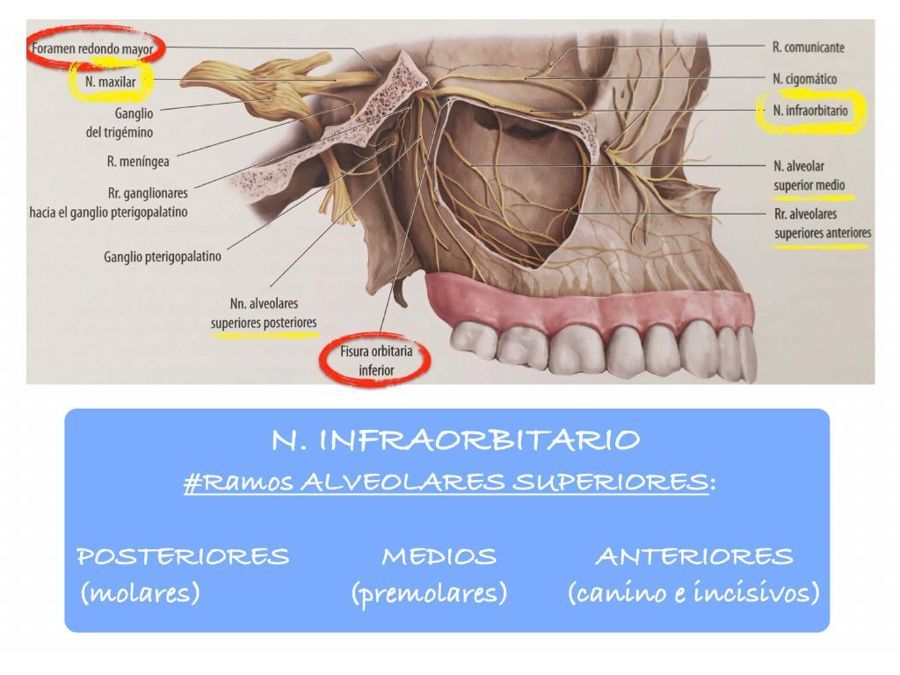 Foramen redondo mayor
N. maxilar
Ganglio
del trigémino
R. meníngea
Rr. ganglionares
hacia el ganglio pterigopalatino
Ganglio pterigopalatino
Nn. alveolares
superiores posteriores
Fisura orbitaria
inferior
R. comunicante
N. cigomático
N. infraorbitario
N. alveolar
superior medio
Rr. alveolares
superiores anteriores
N. INFRAORBITARIO
#Ramos ALVEOLARES SUPERIORES:
POSTERIORES MEDIOS ANTERIORES
(molares) (premolares) (canino e incisivos)